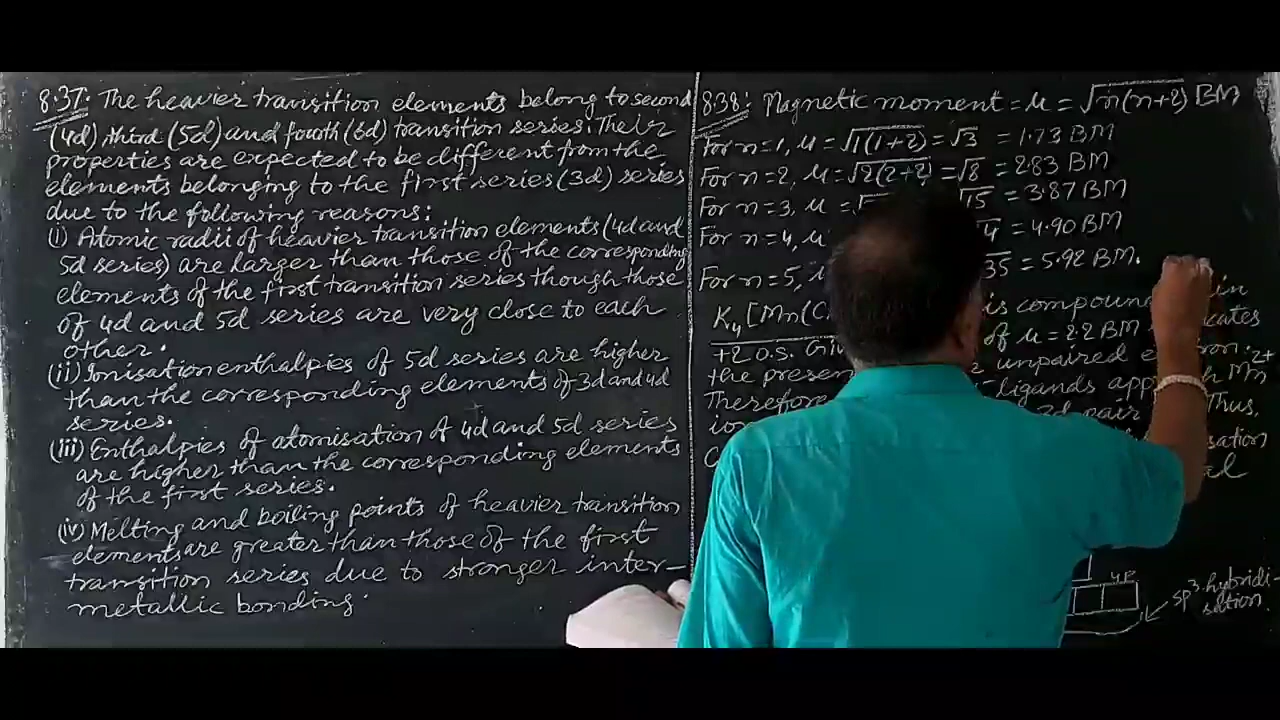 8.37: The heavier transition elements belong to second
(4d), third (5d) and fourth (6d) transition series. Their
properties are expected to be different from the
elements belonging to the first series (3d) series
due to the following reasons:
(i) Atomic radii of heavier transition elements (4d and
5d series) are larger than those of the corresponding
elements of the first transition series though those
of 4d and 5d series are very close to each
other.
(ii) Ionisation enthalpies of 5d series are higher
than the corresponding elements of 3d and 4d
series.
(iii) Enthalpies of atomisation of 4d and 5d series
are higher than the corresponding elements
of the first series.
(iv) Melting and boiling points of heavier transition
elements are greater than those of the first
transition series due to stronger inter-
metallic bonding.
8.38: Magnetic moment = μ = √n(n+2) BM
For n=1, μ = √1(1+2) = √3 = 1.73 BM
For n=2, μ = √2(2+2) = √8 = 2.83 BM
For n=3, μ = √15 = 3.87 BM
For n=4, μ = 4.90 BM
For n=5, 35 = 5.92 BM.
K₄[Mn(C is compound in
+2 O.S. of μ = 2.2 BM
the presen unpaired electron.
Therefore ligands Mn²⁺
ion 3d pair Thus,
4p
sp³ hybridi-
sation.